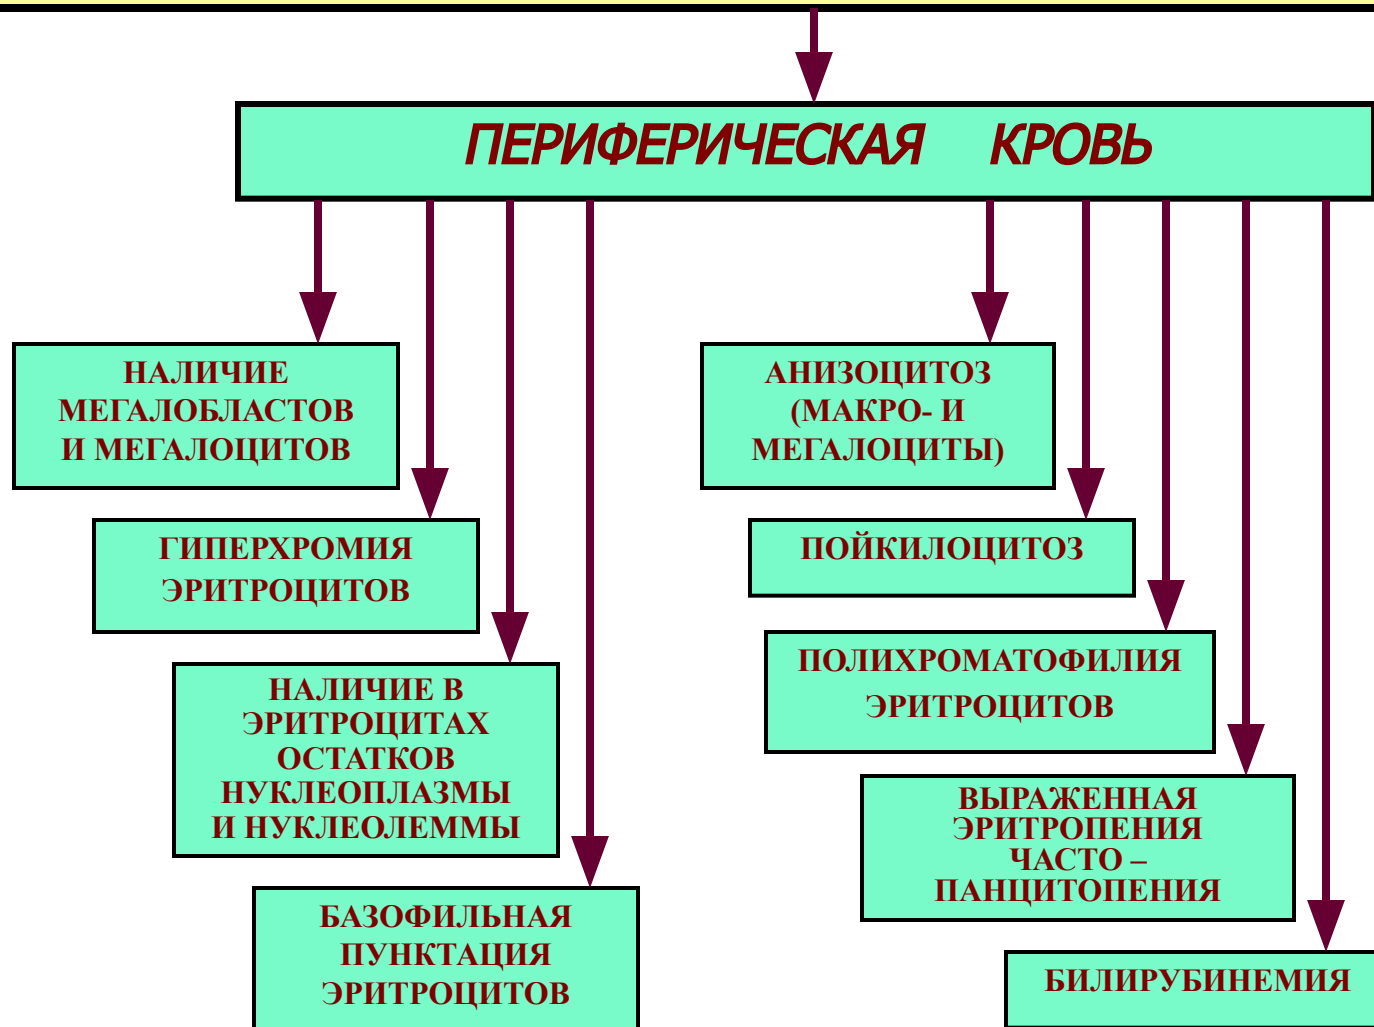 ПЕРИФЕРИЧЕСКАЯ КРОВЬ
НАЛИЧИЕ
МЕГАЛОБЛАСТОВ
И МЕГАЛОЦИТОВ
ГИПЕРХРОМИЯ
ЭРИТРОЦИТОВ
НАЛИЧИЕ В
ЭРИТРОЦИТАХ
ОСТАТКОВ
НУКЛЕОПЛАЗМЫ
И НУКЛЕОЛЕММЫ
БАЗОФИЛЬНАЯ
ПУНКТАЦИЯ
ЭРИТРОЦИТОВ
АНИЗОЦИТОЗ
(МАКРО- И
МЕГАЛОЦИТЫ)
ПОЙКИЛОЦИТОЗ
ПОЛИХРОМАТОФИЛИЯ
ЭРИТРОЦИТОВ
ВЫРАЖЕННАЯ
ЭРИТРОПЕНИЯ
ЧАСТО –
ПАНЦИТОПЕНИЯ
БИЛИРУБИНЕМИЯ